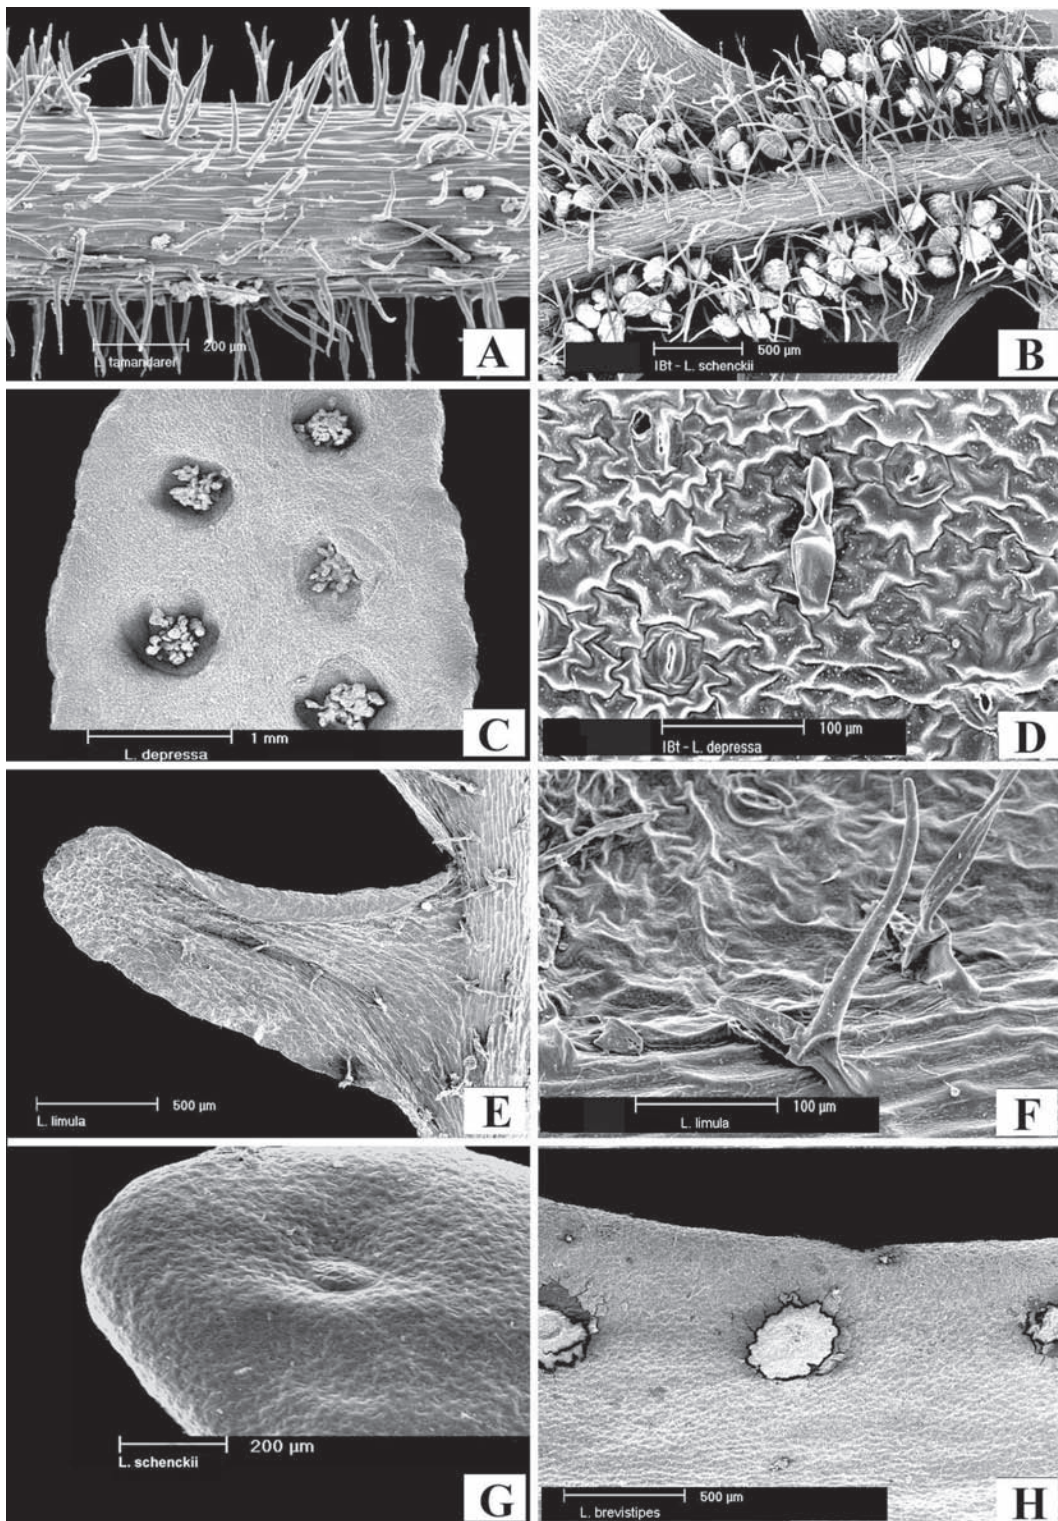 200 µm
L. tamandarei
A
500 µm
IBt - L. schenckii
B
1 mm
L. depressa
C
100 µm
IBt - L. depressa
D
500 µm
L. limula
E
100 µm
L. limula
F
200 µm
L. schenckii
G
500 µm
L. brevistipes
H